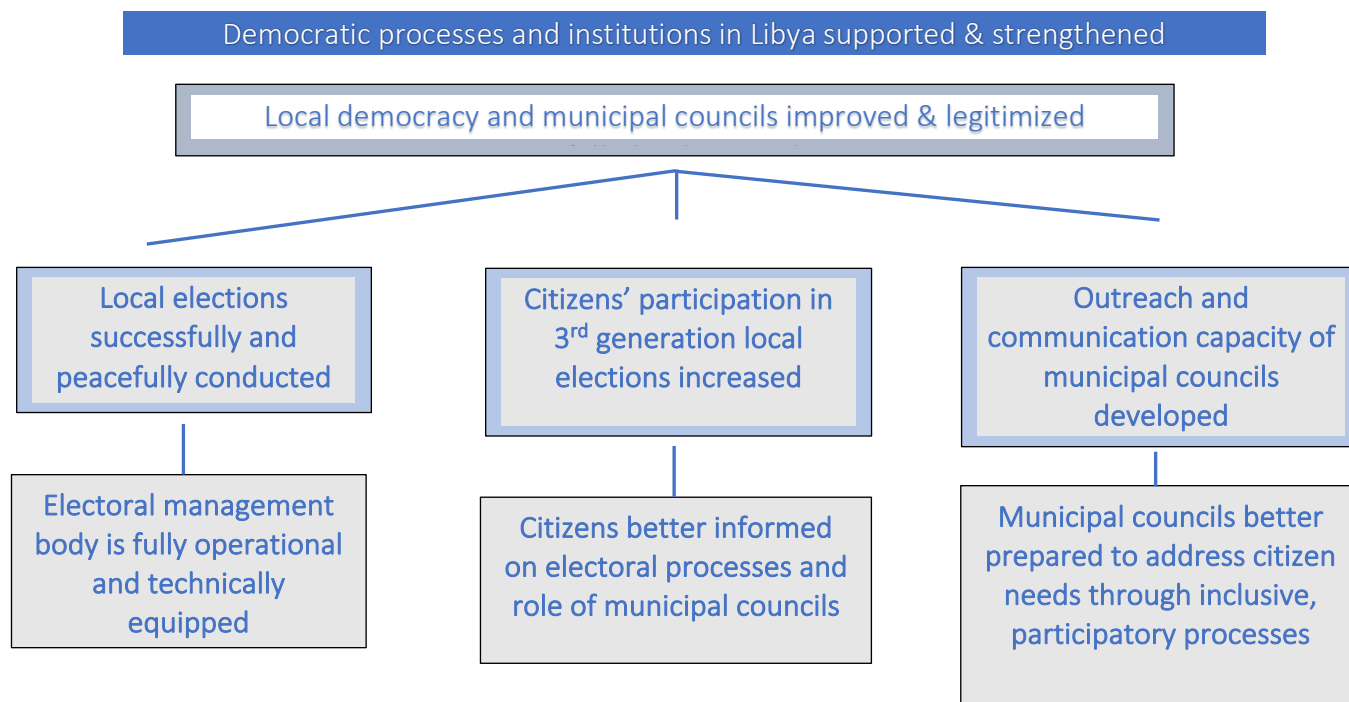 Democratic processes and institutions in Libya supported & strengthened
Local democracy and municipal councils improved & legitimized
Local elections
successfully and
peacefully conducted
Citizens’ participation in
3rd generation local
elections increased
Outreach and
communication capacity of
municipal councils
developed
Electoral management
body is fully operational
and technically
equipped
Citizens better informed
on electoral processes and
role of municipal councils
Municipal councils better
prepared to address citizen
needs through inclusive,
participatory processes